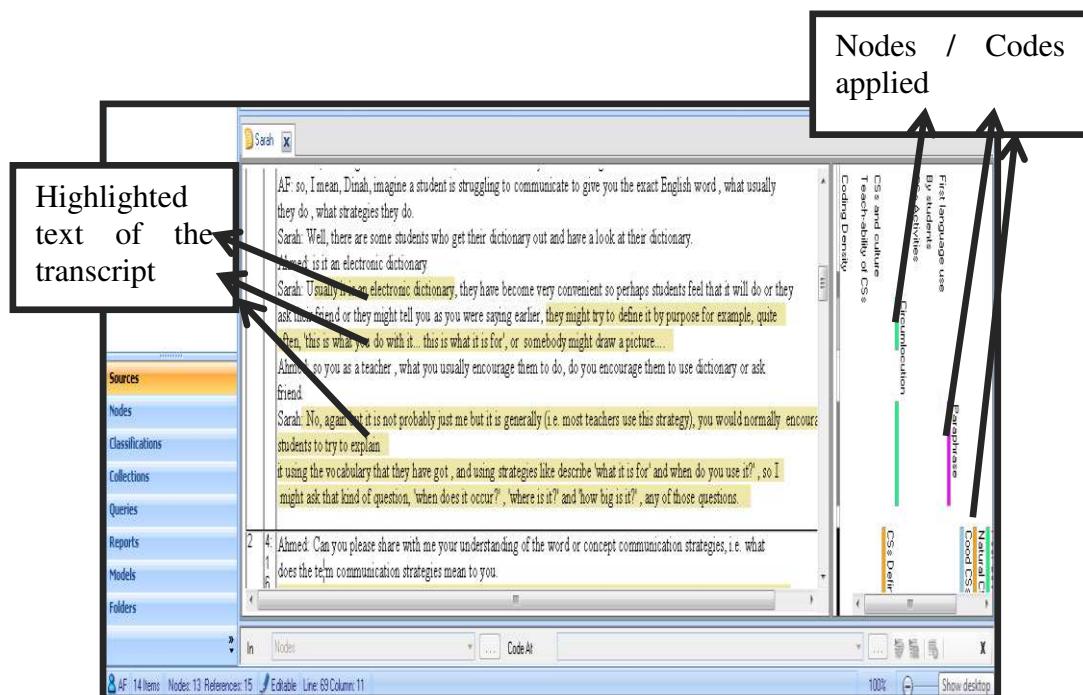 Nodes / Codes
applied
Highlighted
text of the
transcript
Sarah x
AF: so, I mean, Dinah, imagine a student is struggling to communicate to give you the exact English word , what usually
they do , what strategies they do.
Sarah: Well, there are some students who get their dictionary out and have a look at their dictionary.
Ahmed: is it an electronic dictionary
Sarah: Usually it is an electronic dictionary, they have become very convenient so perhaps students feel that it will do or they
ask their friend or they might tell you as you were saying earlier, they might try to define it by purpose for example, quite
often, 'this is what you do with it... this is what it is for', or somebody might draw a picture....
Ahmed: so you as a teacher , what you usually encourage them to do, do you encourage them to use dictionary or ask
friend.
Sarah: No, again but it is not probably just me but it is generally (i.e. most teachers use this strategy), you would normally encoura
students to try to explain
it using the vocabulary that they have got , and using strategies like describe 'what it is for' and when do you use it?' , so I
might ask that kind of question, 'when does it occur?' , 'where is it?' and 'how big is it?' , any of those questions.
2 4:
1
6
Ahmed: Can you please share with me your understanding of the word or concept communication strategies, i.e. what
does the term communication strategies mean to you.
First language use
By students
CSs Activities
CSs and culture
Teach-ability of CSs
Coding Density
Circumlocution
Paraphrase
CSs Defin
Good CSs
Natural C
Sources
Nodes
Classifications
Collections
Queries
Reports
Models
Folders
»
In Nodes ... Code At ... X
AF 14 Items Nodes: 13 References: 15 Editable Line: 69 Column: 11 100% Show desktop